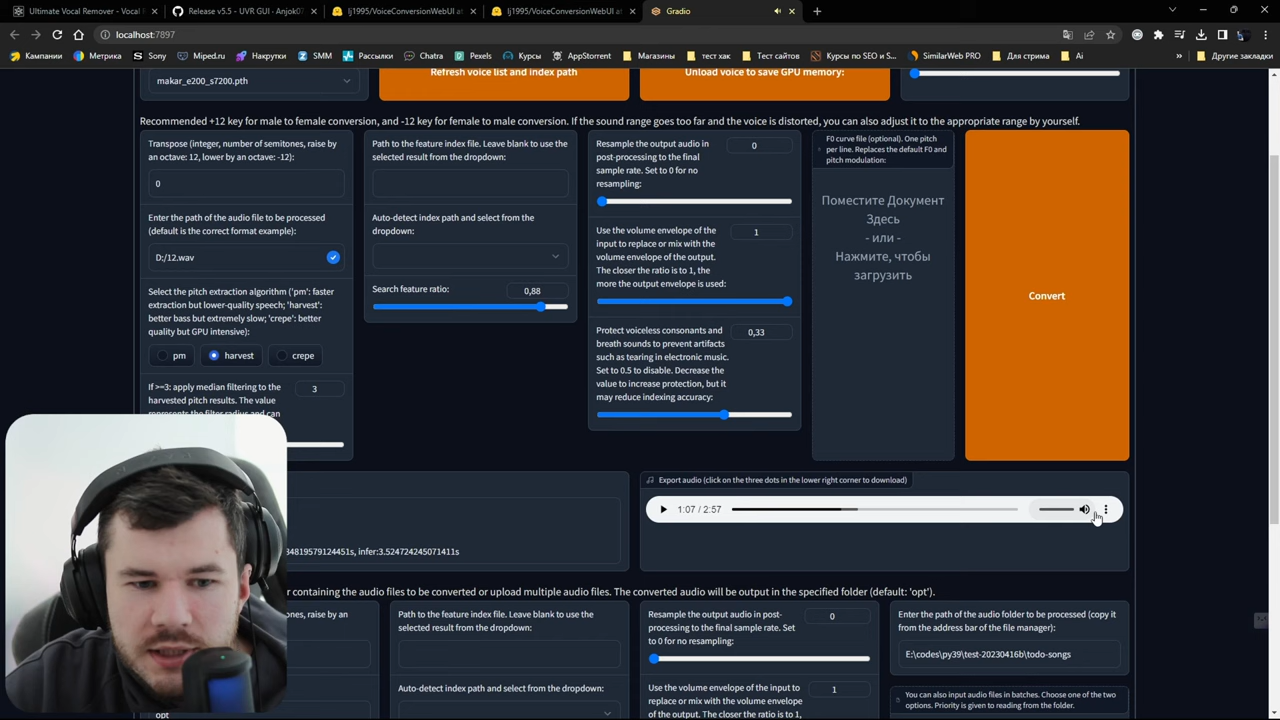 Ultimate Vocal Remover - Vocal R
Release v5.5 - UVR GUI - Anjok07
lj1995/VoiceConversionWebUI at
lj1995/VoiceConversionWebUI at
Gradio
localhost:7897
Кампании
Метрика
Sony
Miped.ru
Накрутки
SMM
Рассылки
Chatra
Pexels
Курсы
AppStorrent
Магазины
тест хак
Тест сайтов
Курсы по SEO и S...
SimilarWeb PRO
Для стрима
Ai
»
Другие закладки
makar_e200_s7200.pth
Refresh voice list and index path
Unload voice to save GPU memory:
Recommended +12 key for male to female conversion, and -12 key for female to male conversion. If the sound range goes too far and the voice is distorted, you can also adjust it to the appropriate range by yourself.
Transpose (integer, number of semitones, raise by
an octave: 12, lower by an octave: -12):
0
Enter the path of the audio file to be processed
(default is the correct format example):
D:/12.wav
Select the pitch extraction algorithm ('pm': faster
extraction but lower-quality speech; 'harvest':
better bass but extremely slow; 'crepe': better
quality but GPU intensive):
pm
harvest
crepe
If >=3: apply median filtering to the
harvested pitch results. The value
represents the filter radius and can
3
Path to the feature index file. Leave blank to use the
selected result from the dropdown:
Auto-detect index path and select from the
dropdown:
Search feature ratio:
0,88
Resample the output audio in
post-processing to the final
sample rate. Set to 0 for no
resampling:
0
Use the volume envelope of the
input to replace or mix with the
volume envelope of the output.
The closer the ratio is to 1, the
more the output envelope is used:
1
Protect voiceless consonants and
breath sounds to prevent artifacts
such as tearing in electronic music.
Set to 0.5 to disable. Decrease the
value to increase protection, but it
may reduce indexing accuracy:
0,33
F0 curve file (optional). One pitch
per line. Replaces the default F0 and
pitch modulation:
Поместите Документ
Здесь
- или -
Нажмите, чтобы
загрузить
Convert
34819579124451s, infer:3.524724245071411s
Export audio (click on the three dots in the lower right corner to download)
1:07 / 2:57
containing the audio files to be converted or upload multiple audio files. The converted audio will be output in the specified folder (default: 'opt').
of semitones, raise by an
opt
Path to the feature index file. Leave blank to use the
selected result from the dropdown:
Auto-detect index path and select from the
Resample the output audio in post-
processing to the final sample rate. Set
to 0 for no resampling:
0
Use the volume envelope of the input to
replace or mix with the volume
1
Enter the path of the audio folder to be processed (copy it
from the address bar of the file manager):
E:\codes\py39\test-20230416b\todo-songs
You can also input audio files in batches. Choose one of the two
options. Priority is given to reading from the folder.